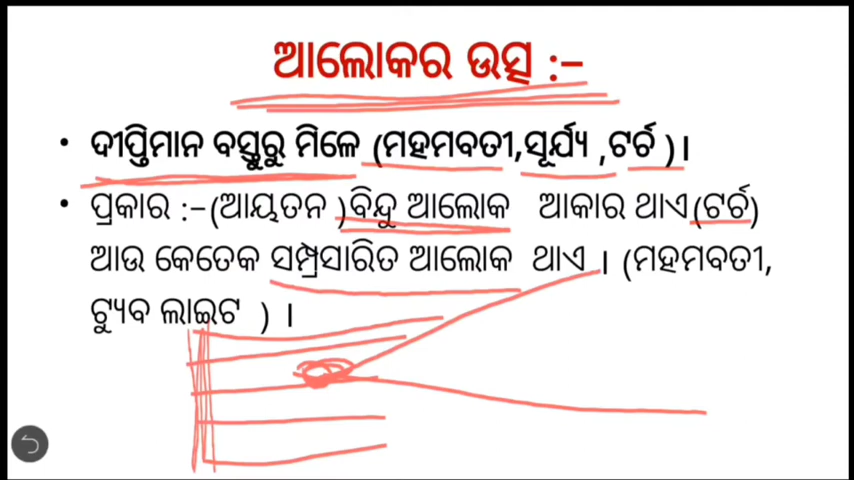 ଆଲୋକର ଉତ୍ସ :–
• ଦୀପ୍ତିମାନ ବସ୍ତୁରୁ ମିଳେ (ମହମବତୀ,ସୂର୍ଯ୍ୟ ,ଟର୍ଚ )।
• ପ୍ରକାର :–(ଆୟତନ )ବିନ୍ଦୁ ଆଲୋକ ଆକାର ଥାଏ(ଟର୍ଚ)
ଆଉ କେତେକ ସମ୍ପ୍ରସାରିତ ଆଲୋକ ଥାଏ । (ମହମବତୀ,
ଟ୍ୟୁବ ଲାଇଟ ) ।